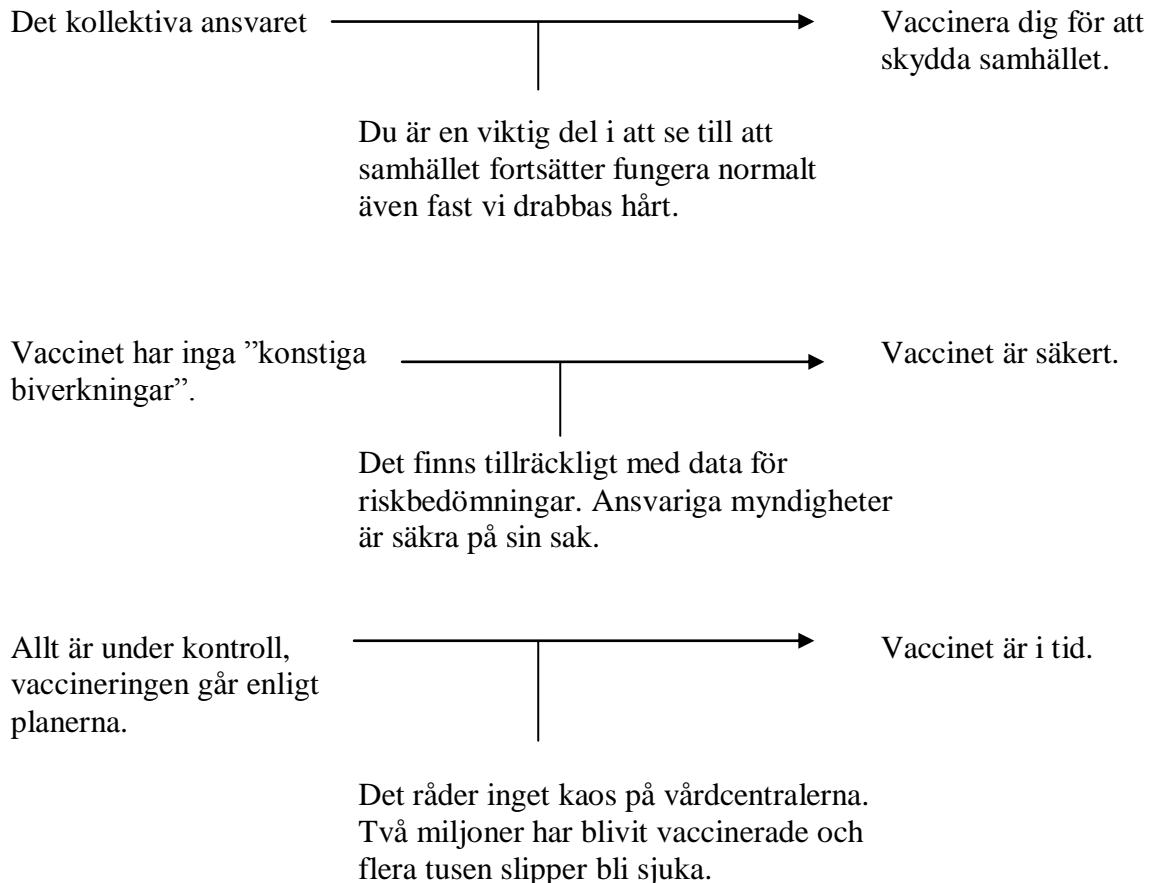 Det kollektiva ansvaret
Vaccinera dig för att
skydda samhället.
Du är en viktig del i att se till att
samhället fortsätter fungera normalt
även fast vi drabbas hårt.
Vaccinet har inga ”konstiga
biverkningar”.
Vaccinet är säkert.
Det finns tillräckligt med data för
riskbedömningar. Ansvariga myndigheter
är säkra på sin sak.
Allt är under kontroll,
vaccineringen går enligt
planerna.
Vaccinet är i tid.
Det råder inget kaos på vårdcentralerna.
Två miljoner har blivit vaccinerade och
flera tusen slipper bli sjuka.